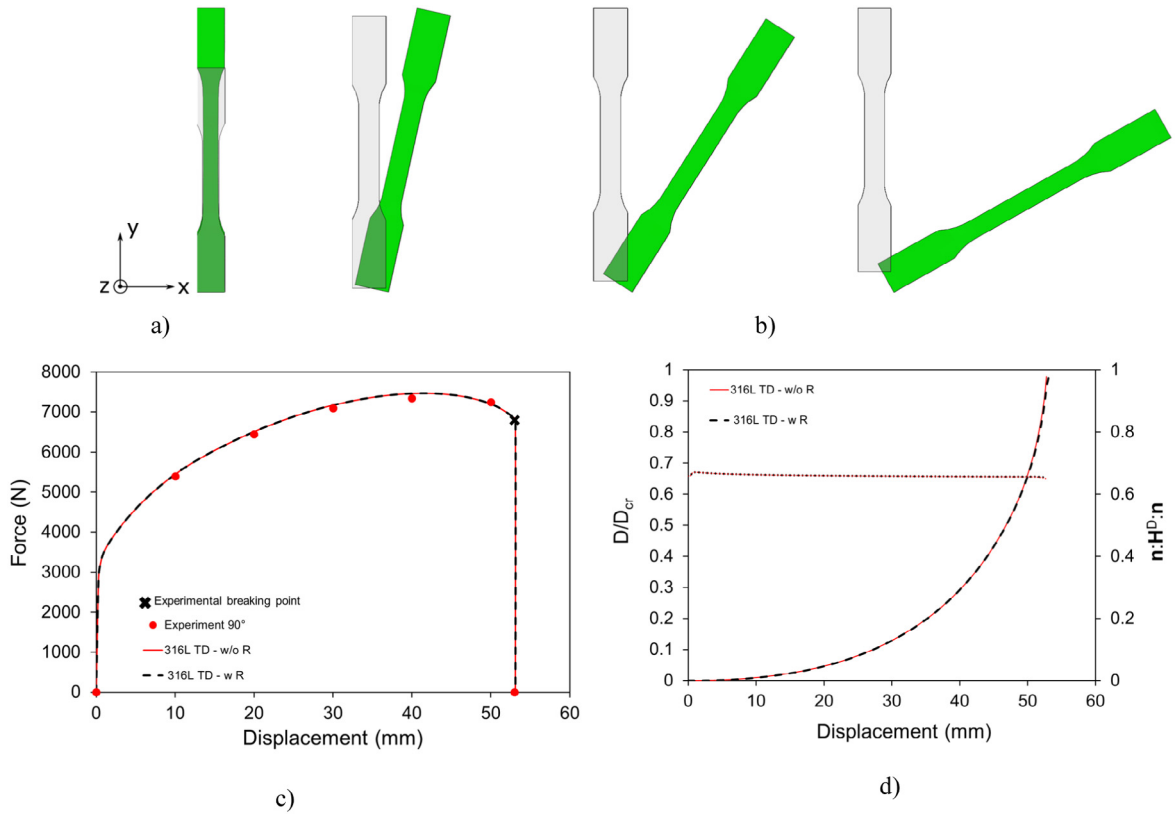 y
z
x
a)
b)
8000
7000
6000
5000
4000
3000
2000
1000
0
Force (N)
Experimental breaking point
Experiment 90°
316L TD - w/o R
316L TD - w R
0 10 20 30 40 50 60
Displacement (mm)
c)
1
0.9
0.8
0.7
0.6
0.5
0.4
0.3
0.2
0.1
0
D/Dcr
316L TD - w/o R
316L TD - w R
1
0.8
0.6
0.4
0.2
0
n:Hᴰ:n
0 10 20 30 40 50 60
Displacement (mm)
d)